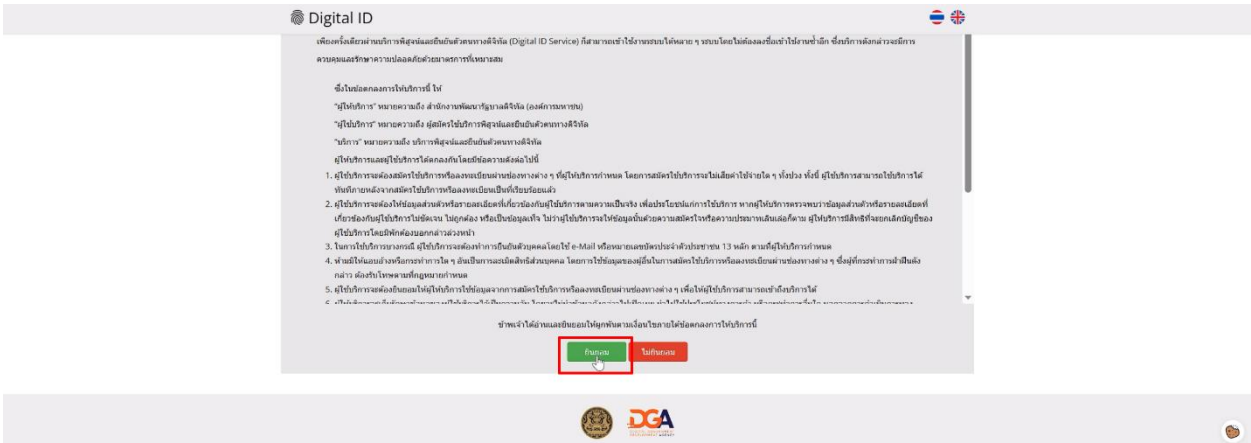 Digital ID
เพียงครั้งเดียวผ่านบริการพิสูจน์และยืนยันตัวตนทางดิจิทัล (Digital ID Service) ก็สามารถเข้าใช้งานระบบได้หลาย ๆ ระบบโดยไม่ต้องลงชื่อเข้าใช้งานซ้ำอีก ซึ่งบริการดังกล่าวจะมีการ
ควบคุมและรักษาความปลอดภัยด้วยมาตรการที่เหมาะสม
ซึ่งในข้อตกลงการให้บริการนี้ ให้
"ผู้ให้บริการ" หมายความถึง สำนักงานพัฒนารัฐบาลดิจิทัล (องค์การมหาชน)
"ผู้ใช้บริการ" หมายความถึง ผู้สมัครใช้บริการพิสูจน์และยืนยันตัวตนทางดิจิทัล
"บริการ" หมายความถึง บริการพิสูจน์และยืนยันตัวตนทางดิจิทัล
ผู้ให้บริการและผู้ใช้บริการได้ตกลงกันโดยมีข้อความดังต่อไปนี้
1. ผู้ใช้บริการจะต้องสมัครใช้บริการหรือลงทะเบียนผ่านช่องทางต่าง ๆ ที่ผู้ให้บริการกำหนด โดยการสมัครใช้บริการจะไม่เสียค่าใช้จ่ายใด ๆ ทั้งปวง ทั้งนี้ ผู้ใช้บริการสามารถใช้บริการได้
ทันทีภายหลังจากสมัครใช้บริการหรือลงทะเบียนเป็นที่เรียบร้อยแล้ว
2. ผู้ใช้บริการจะต้องให้ข้อมูลส่วนตัวหรือรายละเอียดที่เกี่ยวข้องกับผู้ใช้บริการตามความเป็นจริง เพื่อประโยชน์แก่การใช้บริการ หากผู้ให้บริการตรวจพบว่าข้อมูลส่วนตัวหรือรายละเอียดที่
เกี่ยวข้องกับผู้ใช้บริการไม่ชัดเจน ไม่ถูกต้อง หรือเป็นข้อมูลเท็จ ไม่ว่าผู้ใช้บริการจะให้ข้อมูลนั้นด้วยความสมัครใจหรือความประมาทเลินเล่อก็ตาม ผู้ให้บริการมีสิทธิที่จะยกเลิกบัญชีของ
ผู้ใช้บริการโดยมิพักต้องบอกกล่าวล่วงหน้า
3. ในการใช้บริการบางกรณี ผู้ใช้บริการจะต้องทำการยืนยันตัวบุคคลโดยใช้ e-Mail หรือหมายเลขบัตรประจำตัวประชาชน 13 หลัก ตามที่ผู้ให้บริการกำหนด
4. ห้ามมิให้แอบอ้างหรือกระทำการใด ๆ อันเป็นการละเมิดสิทธิส่วนบุคคล โดยการใช้ข้อมูลของผู้อื่นในการสมัครใช้บริการหรือลงทะเบียนผ่านช่องทางต่าง ๆ ซึ่งผู้ที่กระทำการฝ่าฝืนดัง
กล่าว ต้องรับโทษตามที่กฎหมายกำหนด
5. ผู้ใช้บริการจะต้องยินยอมให้ผู้ให้บริการใช้ข้อมูลจากการสมัครใช้บริการหรือลงทะเบียนผ่านช่องทางต่าง ๆ เพื่อให้ผู้ใช้บริการสามารถเข้าถึงบริการได้
ข้าพเจ้าได้อ่านและยินยอมให้ผูกพันตามเงื่อนไขภายใต้ข้อตกลงการให้บริการนี้
ยินยอม ไม่ยินยอม
DGA